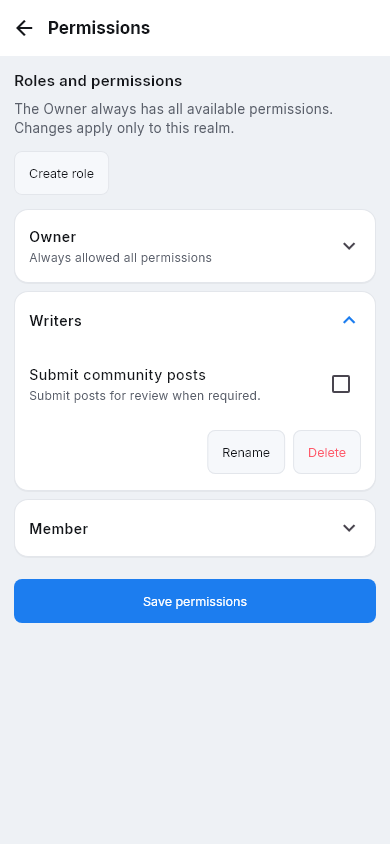 Permissions
Roles and permissions
The Owner always has all available permissions.
Changes apply only to this realm.
Create role
Owner
Always allowed all permissions
Writers
Submit community posts
Submit posts for review when required.
Rename
Delete
Member
Save permissions